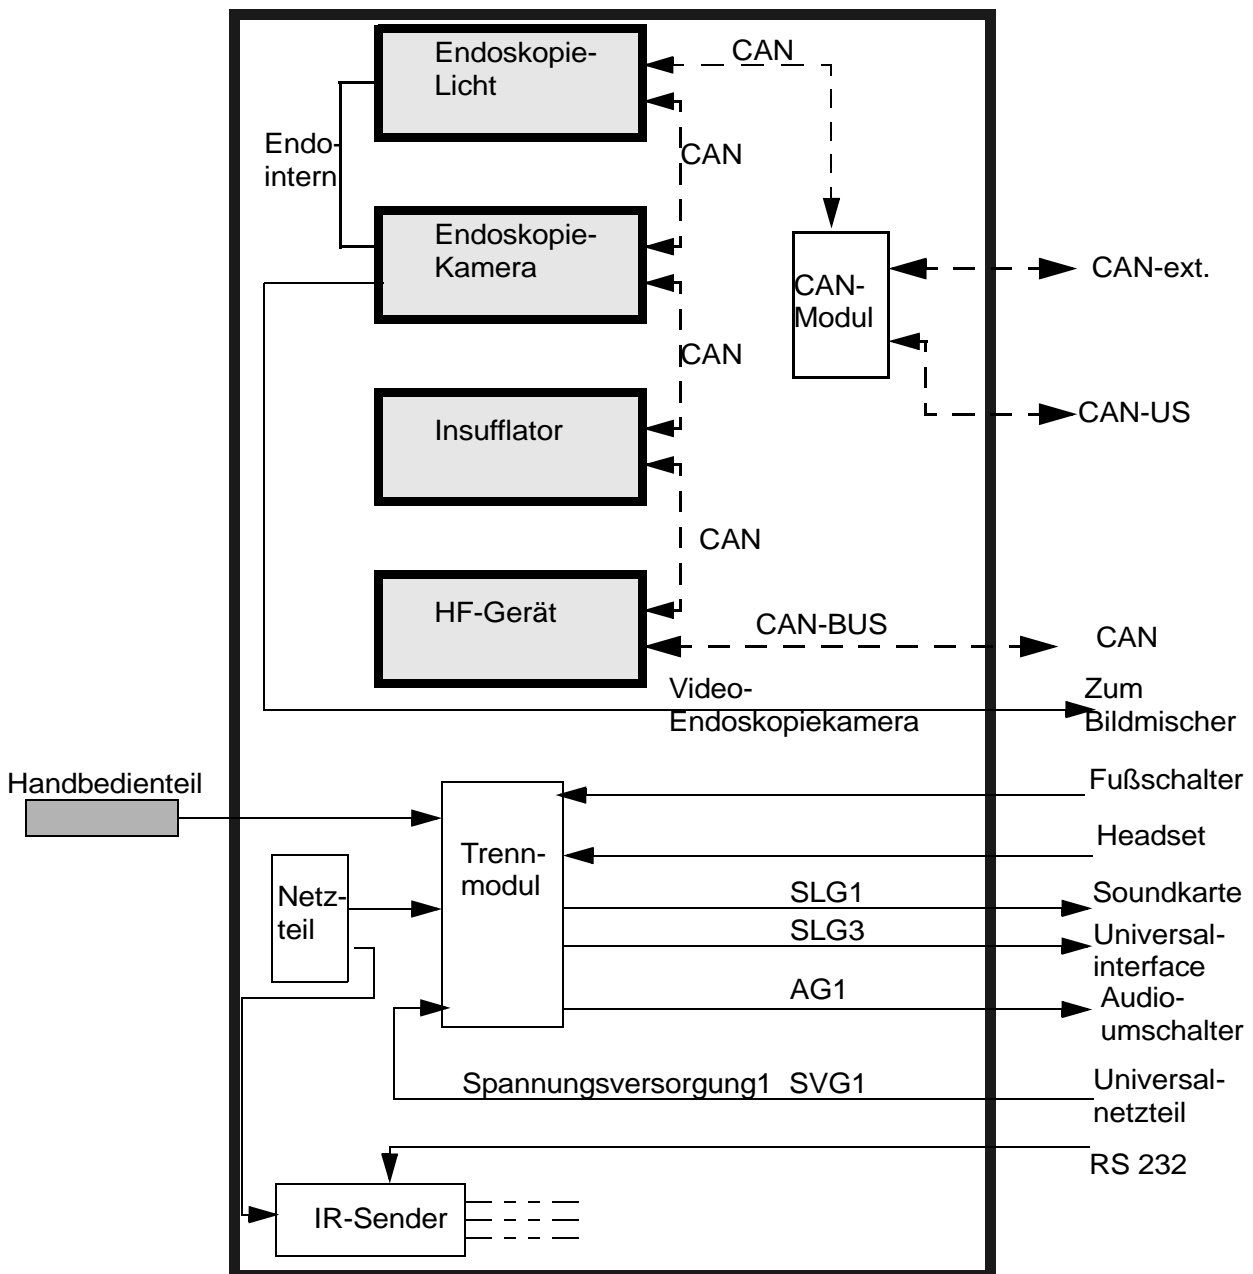 Endoskopie-
Licht
CAN
Endo-
intern
CAN
Endoskopie-
Kamera
CAN-
Modul
CAN-ext.
CAN
CAN-US
Insufflator
CAN
HF-Gerät
CAN-BUS
CAN
Video-
Endoskopiekamera
Zum
Bildmischer
Handbedienteil
Fußschalter
Headset
Trenn-
modul
Netz-
teil
SLG1
Soundkarte
SLG3
Universal-
interface
AG1
Audio-
umschalter
Spannungsversorgung1 SVG1
Universal-
netzteil
RS 232
IR-Sender